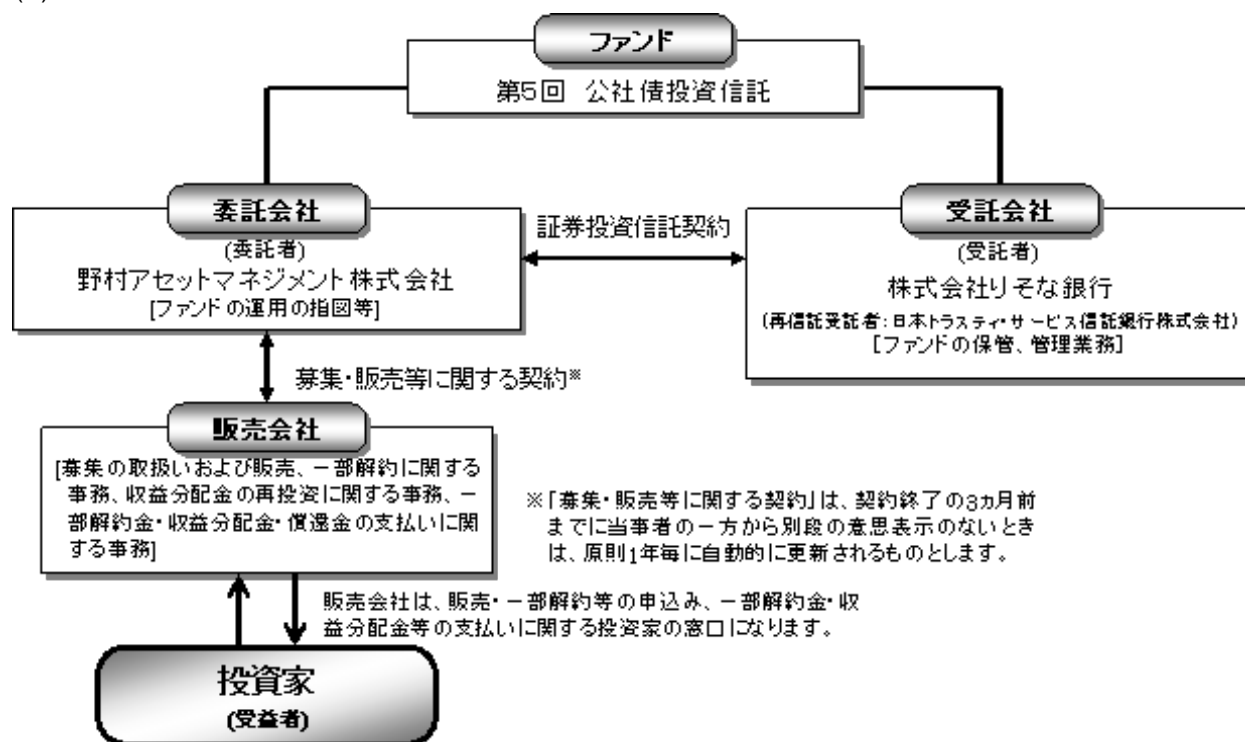 ファンド
第5回 公社債投資信託
委託会社
(委託者)
野村アセットマネジメント株式会社
[ファンドの運用の指図等]
証券投資信託契約
受託会社
(受託者)
株式会社りそな銀行
(再信託受託者:日本トラスティ・サービス信託銀行株式会社)
[ファンドの保管、管理業務]
募集・販売等に関する契約※
販売会社
[募集の取扱いおよび販売、一部解約に関する
事務、収益分配金の再投資に関する事務、一
部解約金・収益分配金・償還金の支払いに関
する事務]
※「募集・販売等に関する契約」は、契約終了の3カ月前
までに当事者の一方から別段の意思表示のないとき
は、原則1年毎に自動的に更新されるものとします。
販売会社は、販売・一部解約等の申込み、一部解約金・収
益分配金等の支払いに関する投資家の窓口になります。
投資家
(受益者)